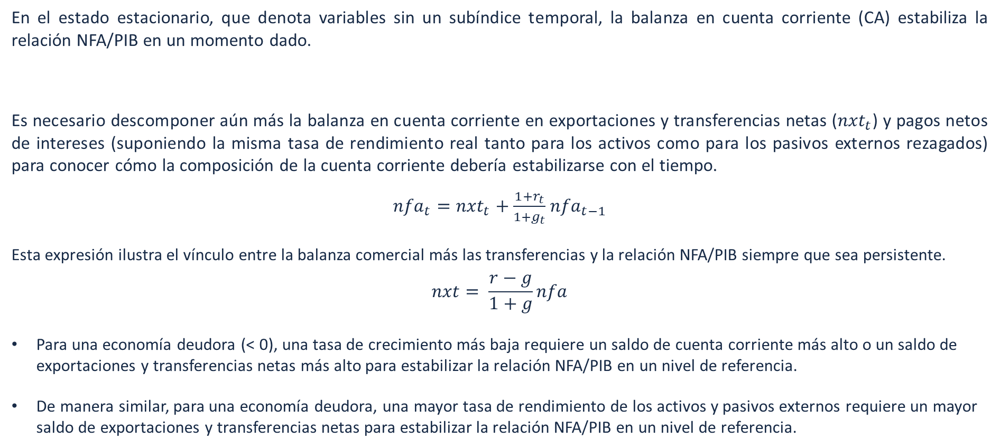 En el estado estacionario, que denota variables sin un subíndice temporal, la balanza en cuenta corriente (CA) estabiliza la
relación NFA/PIB en un momento dado.
Es necesario descomponer aún más la balanza en cuenta corriente en exportaciones y transferencias netas (nxtₜ) y pagos netos
de intereses (suponiendo la misma tasa de rendimiento real tanto para los activos como para los pasivos externos rezagados)
para conocer cómo la composición de la cuenta corriente debería estabilizarse con el tiempo.
nfa_t = nxt_t + \frac{1+r_t}{1+g_t} nfa_{t-1}
Esta expresión ilustra el vínculo entre la balanza comercial más las transferencias y la relación NFA/PIB siempre que sea persistente.
nxt = \frac{r - g}{1 + g} nfa
• Para una economía deudora (< 0), una tasa de crecimiento más baja requiere un saldo de cuenta corriente más alto o un saldo de
exportaciones y transferencias netas más alto para estabilizar la relación NFA/PIB en un nivel de referencia.
• De manera similar, para una economía deudora, una mayor tasa de rendimiento de los activos y pasivos externos requiere un mayor
saldo de exportaciones y transferencias netas para estabilizar la relación NFA/PIB en un nivel de referencia.